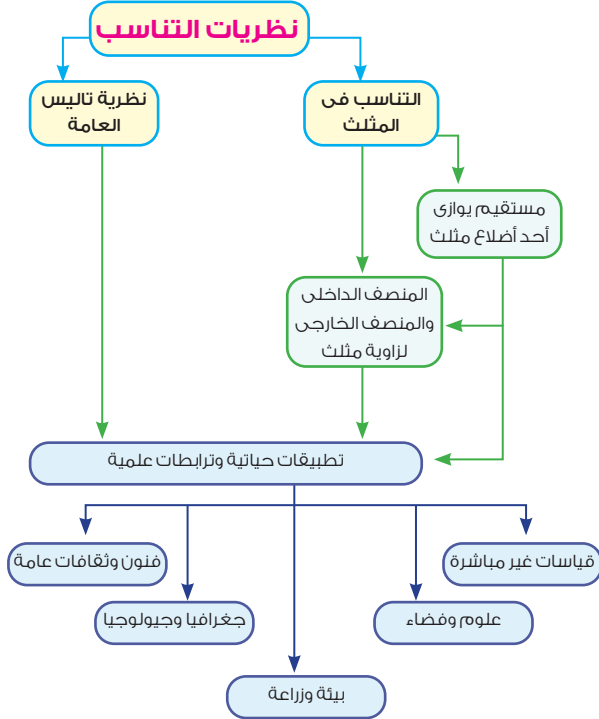 نظريات التناسب
التناسب فى
المثلث
نظرية تاليس
العامة
مستقيم يوازى
أحد أضلاع مثلث
المنصف الداخلى
والمنصف الخارجى
لزاوية مثلث
تطبيقات حياتية وترابطات علمية
قياسات غير مباشرة
فنون وثقافات عامة
علوم وفضاء
جغرافيا وجيولوجيا
بيئة وزراعة